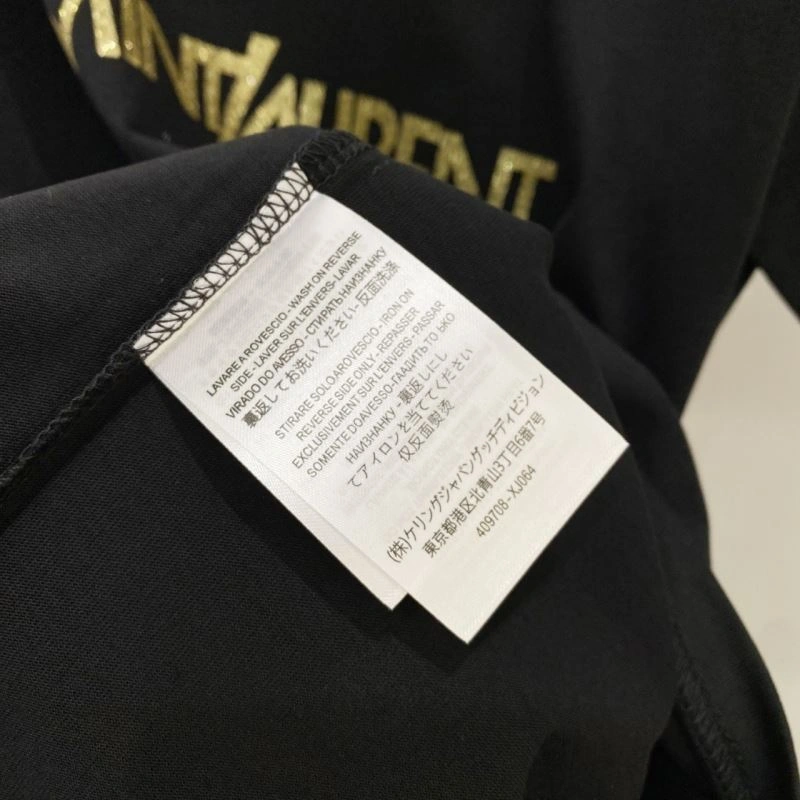 AINT LAURENT
LAVARE A ROVESCIO - WASH ON REVERSE
SIDE - LAVER SUR L'ENVERS- LAVAR
VIRADO DO AVESSO - СТИРАТЬ НАИЗНАНКУ
裏返してお洗いください- 反面洗涤
STIRARE SOLO AROVESCIO - IRON ON
REVERSE SIDE ONLY - REPASSER
EXCLUSIVEMENT SUR L'ENVERS - PASSAR
SOMENTE DO AVESSO - ГЛАДИТЬ ТО ЬКО
НАИЗНАНКУ - 裏返しにし
てアイロンを当ててください
仅反面熨烫
(株)ケリングジャパングッチディビジョン
東京都港区北青山3丁目6番7号
409708-XJ064